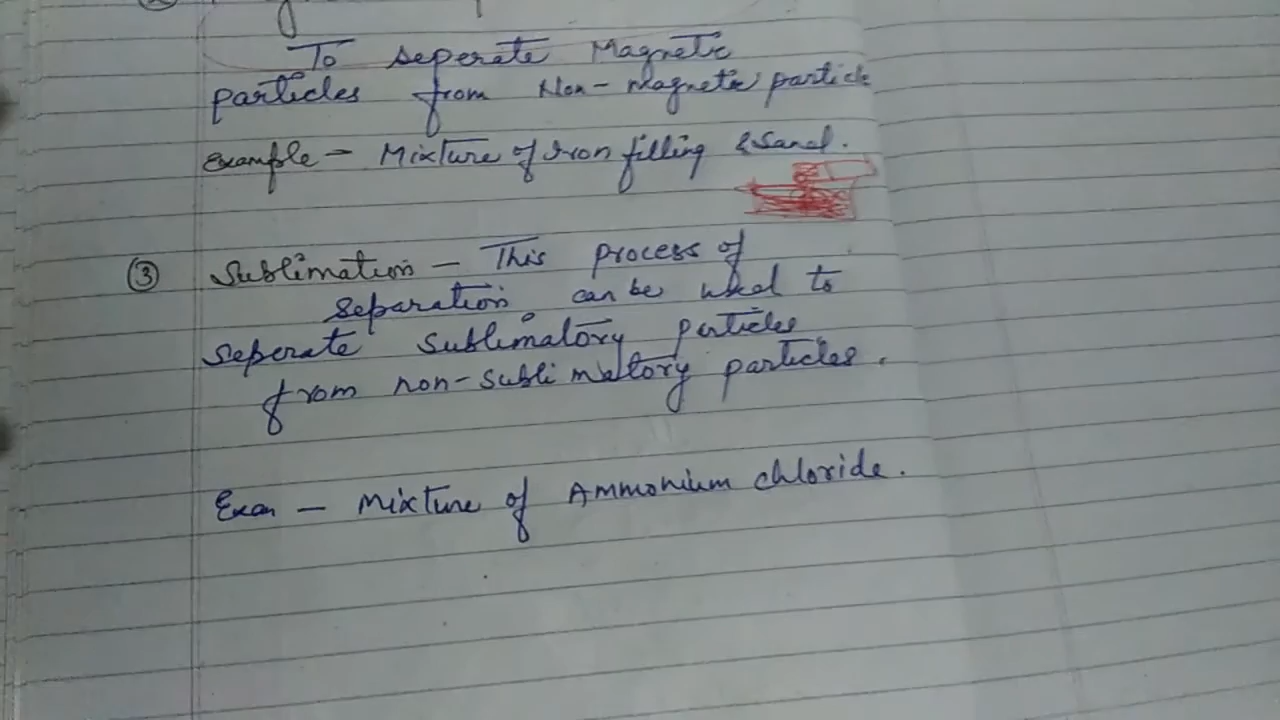 To seperate Magnetic
particles from Non-magnetic particle
Example - Mixture of Iron filling & Sand.
③ Sublimation - This process of
separation can be used to
seperate sublimatory particles
from non-sublimatory particles.
Exam - Mixture of Ammonium chloride.